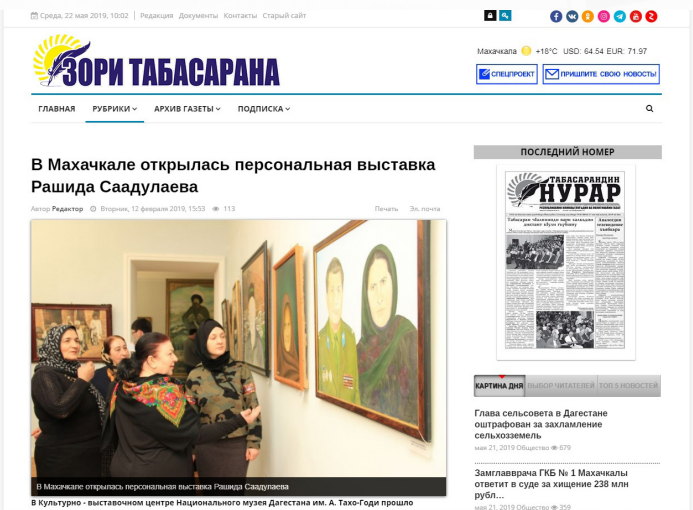 Среда, 22 мая 2019, 10:02 Редакция Документы Контакты Старый сайт
ЗОРИ ТАБАСАРАНА
Махачкала +18°C USD: 64.54 EUR: 71.97
СПЕЦПРОЕКТ ПРИШЛИТЕ СВОЮ НОВОСТЬ!
ГЛАВНАЯ РУБРИКИ АРХИВ ГАЗЕТЫ ПОДПИСКА
В Махачкале открылась персональная выставка
Рашида Саадулаева
Автор Редактор Вторник, 12 февраля 2019, 15:53 113 Печать Эл. почта
В Махачкале открылась персональная выставка Рашида Саадулаева
В Культурно - выставочном центре Национального музея Дагестана им. А. Тахо-Годи прошло
ПОСЛЕДНИЙ НОМЕР
ТАБАСАРАНДИН
НУРАР
КАРТИНА ДНЯ ВЫБОР ЧИТАТЕЛЕЙ ТОП 5 НОВОСТЕЙ
Глава сельсовета в Дагестане
оштрафован за захламление
сельхозземель
мая 21, 2019 Общество 679
Замглавврача ГКБ № 1 Махачкалы
ответит в суде за хищение 238 млн
рубл...
мая 21, 2019 Общество 359